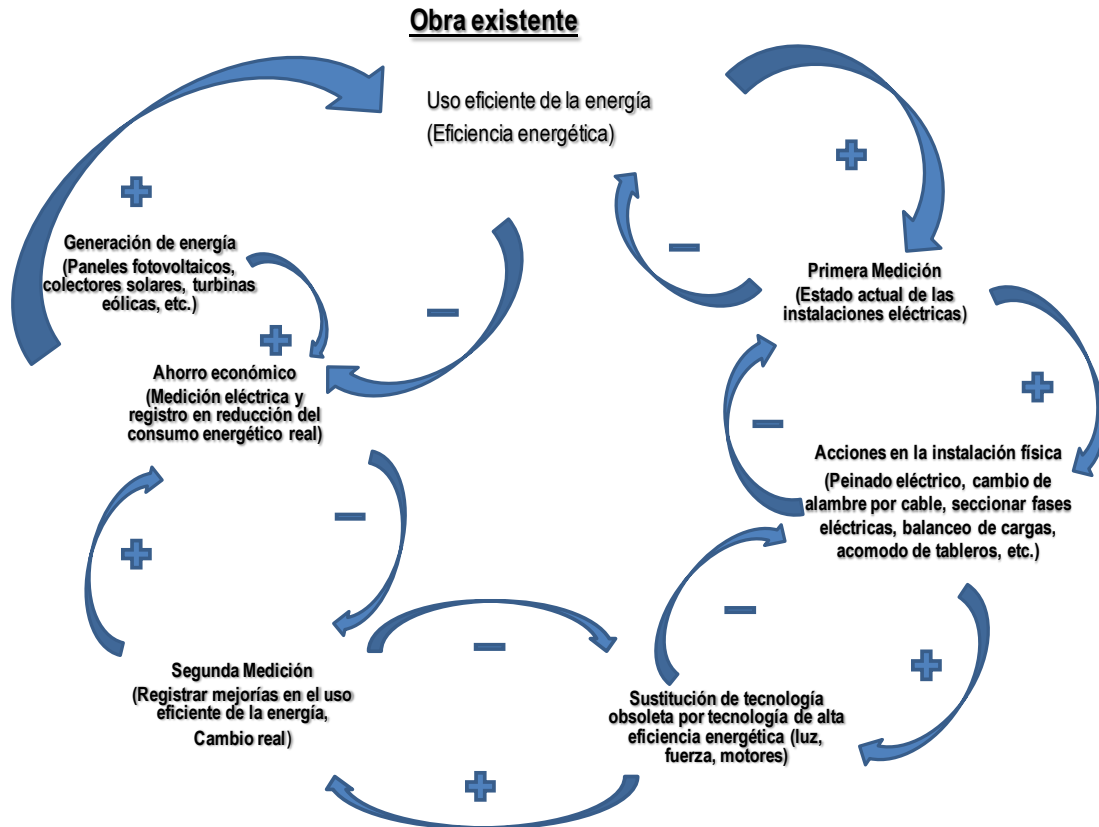 Obra existente
Uso eficiente de la energía
(Eficiencia energética)
Generación de energía
(Paneles fotovoltaicos,
colectores solares, turbinas
eólicas, etc.)
Primera Medición
(Estado actual de las
instalaciones eléctricas)
Ahorro económico
(Medición eléctrica y
registro en reducción del
consumo energético real)
Acciones en la instalación física
(Peinado eléctrico, cambio de
alambre por cable, seccionar fases
eléctricas, balanceo de cargas,
acomodo de tableros, etc.)
Segunda Medición
(Registrar mejorías en el uso
eficiente de la energía,
Cambio real)
Sustitución de tecnología
obsoleta por tecnología de alta
eficiencia energética (luz,
fuerza, motores)